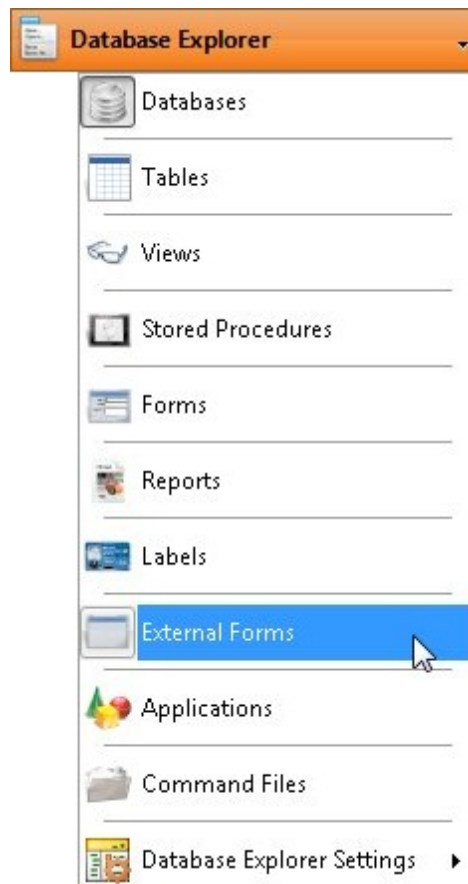 Database Explorer
Databases
Tables
Views
Stored Procedures
Forms
Reports
Labels
External Forms
Applications
Command Files
Database Explorer Settings